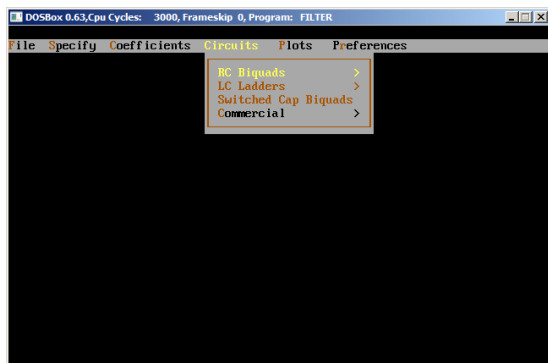 DOSBox 0.63,Cpu Cycles: 3000, Frameskip 0, Program: FILTER
File Specify Coefficients Circuits Plots Preferences
RC Biquads >
LC Ladders >
Switched Cap Biquads
Commercial >